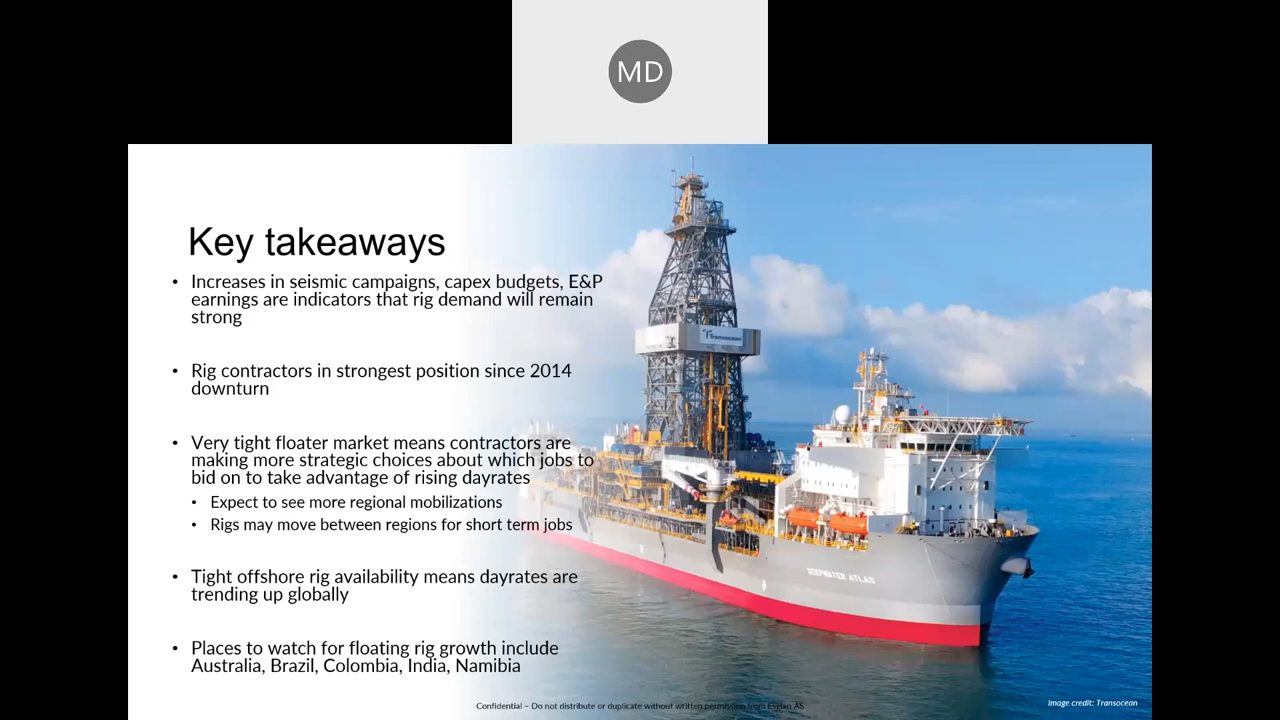 MD
Key takeaways
• Increases in seismic campaigns, capex budgets, E&P
earnings are indicators that rig demand will remain
strong
• Rig contractors in strongest position since 2014
downturn
• Very tight floater market means contractors are
making more strategic choices about which jobs to
bid on to take advantage of rising dayrates
• Expect to see more regional mobilizations
• Rigs may move between regions for short term jobs
• Tight offshore rig availability means dayrates are
trending up globally
• Places to watch for floating rig growth include
Australia, Brazil, Colombia, India, Namibia
Transocean
DEEPWATER ATLAS
Confidential – Do not distribute or duplicate without written permission from Esgian AS
Image credit: Transocean